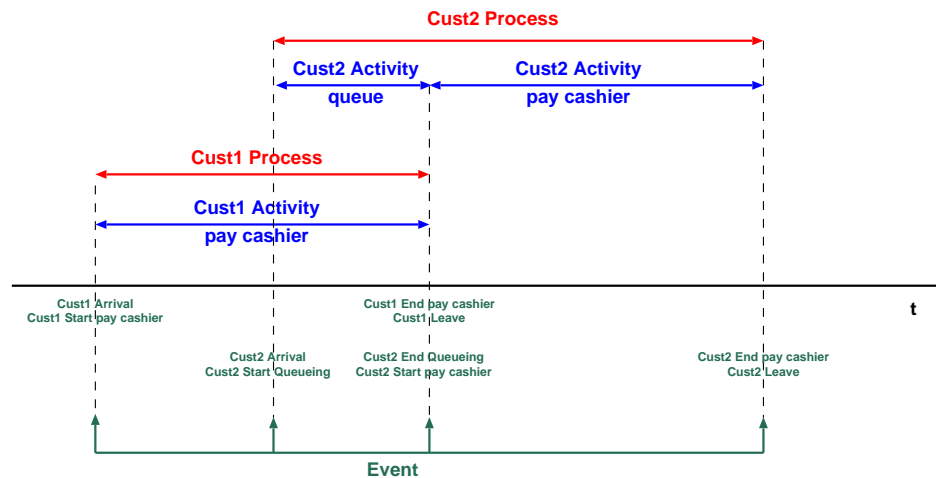 Cust2 Process
Cust2 Activity
queue
Cust2 Activity
pay cashier
Cust1 Process
Cust1 Activity
pay cashier
Cust1 Arrival
Cust1 Start pay cashier
Cust1 End pay cashier
Cust1 Leave
t
Cust2 Arrival
Cust2 Start Queueing
Cust2 End Queueing
Cust2 Start pay cashier
Cust2 End pay cashier
Cust2 Leave
Event